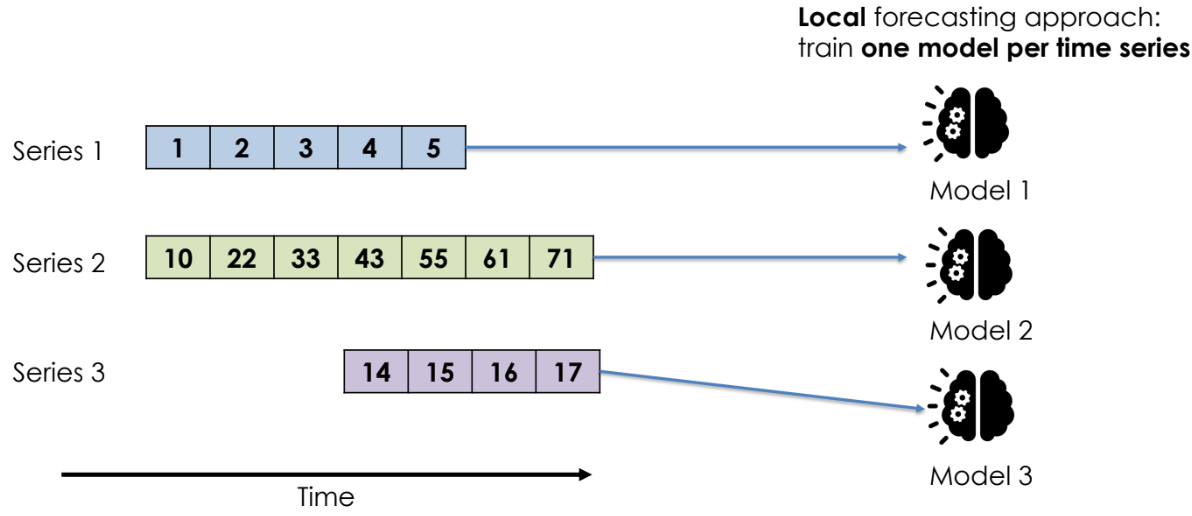 Local forecasting approach:
train one model per time series
Series 1
1 2 3 4 5
Model 1
Series 2
10 22 33 43 55 61 71
Model 2
Series 3
14 15 16 17
Model 3
Time